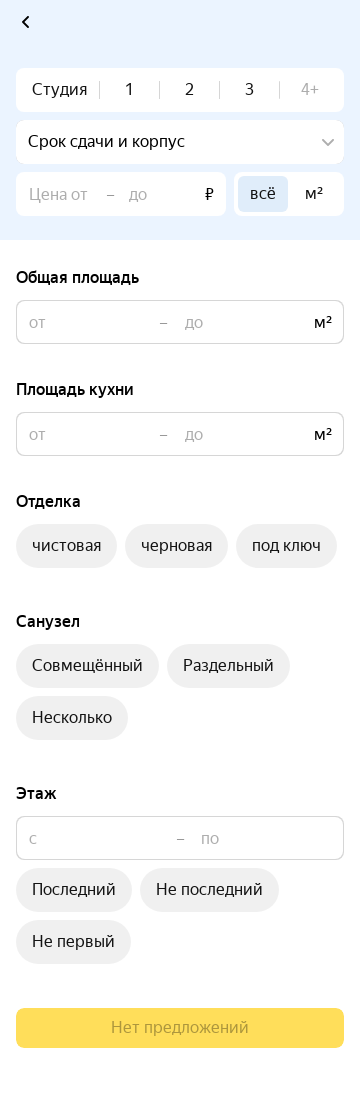 Студия 1 2 3 4+
Срок сдачи и корпус
Цена от – до ₽ всё м²
Общая площадь
от – до м²
Площадь кухни
от – до м²
Отделка
чистовая черновая под ключ
Санузел
Совмещённый Раздельный
Несколько
Этаж
с – по
Последний Не последний
Не первый
Нет предложений